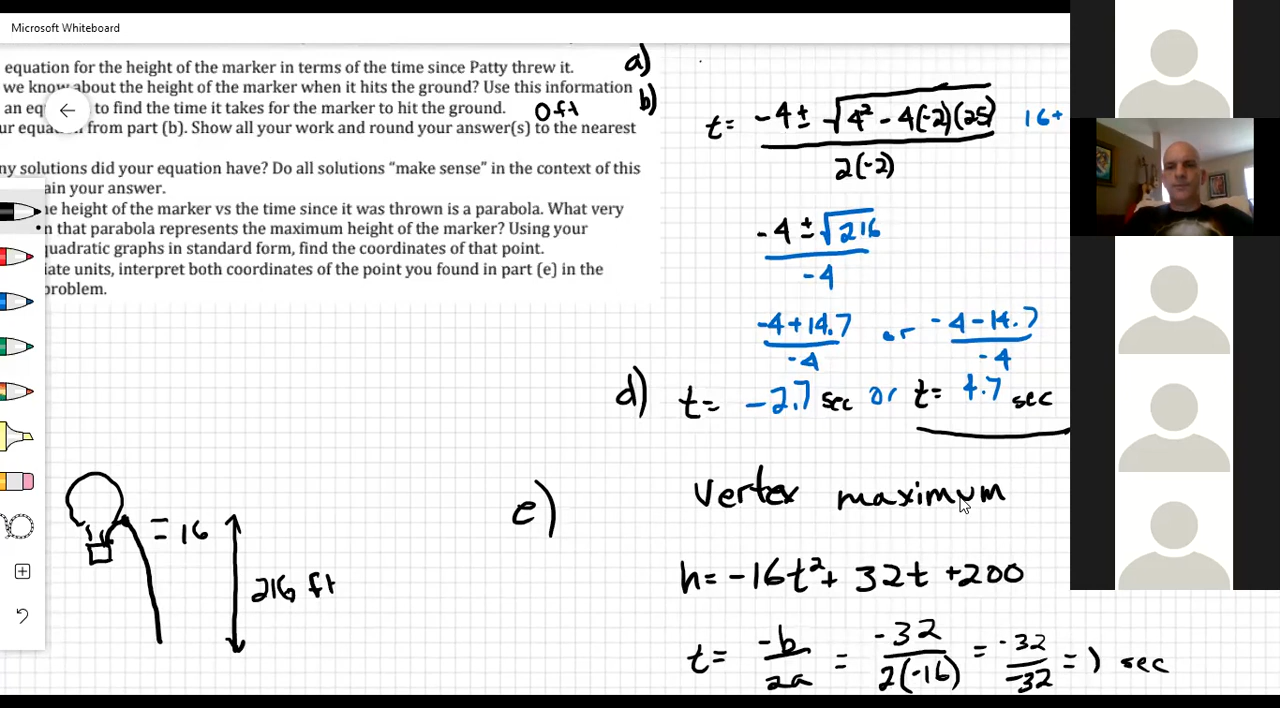 Microsoft Whiteboard
equation for the height of the marker in terms of the time since Patty threw it.
we know about the height of the marker when it hits the ground? Use this information
an eq to find the time it takes for the marker to hit the ground.
0ft
ur equa from part (b). Show all your work and round your answer(s) to the nearest
ny solutions did your equation have? Do all solutions “make sense” in the context of this
ain your answer.
he height of the marker vs the time since it was thrown is a parabola. What very
n that parabola represents the maximum height of the marker? Using your
quadratic graphs in standard form, find the coordinates of that point.
iate units, interpret both coordinates of the point you found in part (e) in the
problem.
a)
b)
t= -4 ± √4² - 4(-2)(25) / 2(-2) 16+
-4 ± √216 / -4
-4+14.7 / -4 or -4-14.7 / -4
d) t= -2.7 sec or t= 4.7 sec
e) Vertex maximum
h= -16t²+ 32t +200
t= -b / 2a = -32 / 2(-16) = -32 / -32 = 1 sec
= 16
216 ft